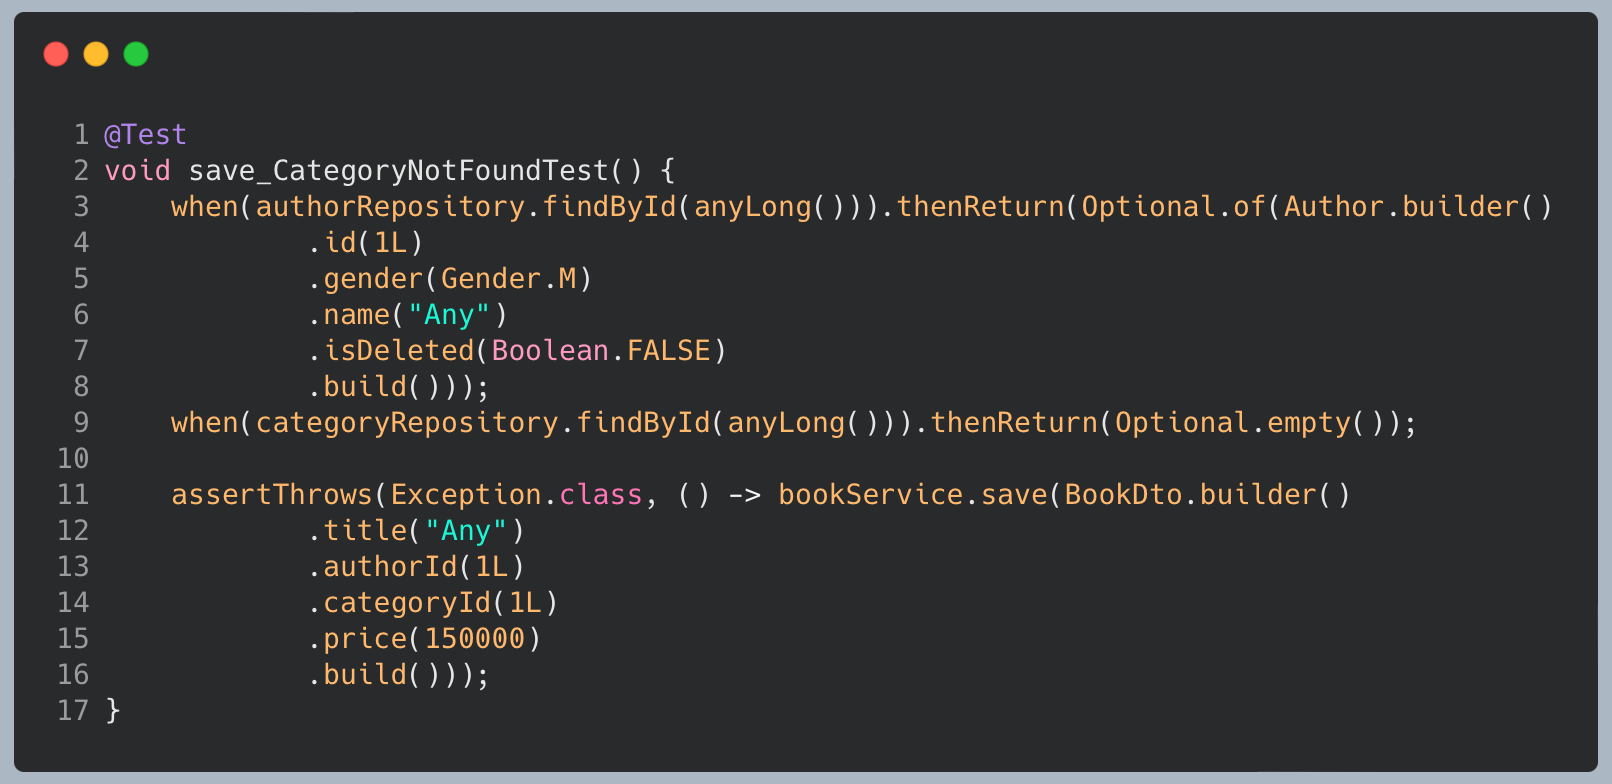 1 @Test
2 void save_CategoryNotFoundTest() {
3     when(authorRepository.findById(anyLong())).thenReturn(Optional.of(Author.builder()
4             .id(1L)
5             .gender(Gender.M)
6             .name("Any")
7             .isDeleted(Boolean.FALSE)
8             .build()));
9     when(categoryRepository.findById(anyLong())).thenReturn(Optional.empty());
10
11     assertThrows(Exception.class, () -> bookService.save(BookDto.builder()
12             .title("Any")
13             .authorId(1L)
14             .categoryId(1L)
15             .price(150000)
16             .build()));
17 }